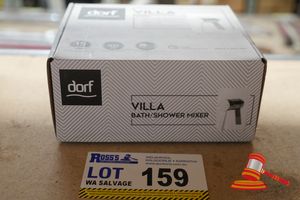 dorf
dorf
VILLA
BATH/SHOWER MIXER
ROSS'S
LOT
159
WA SALVAGE